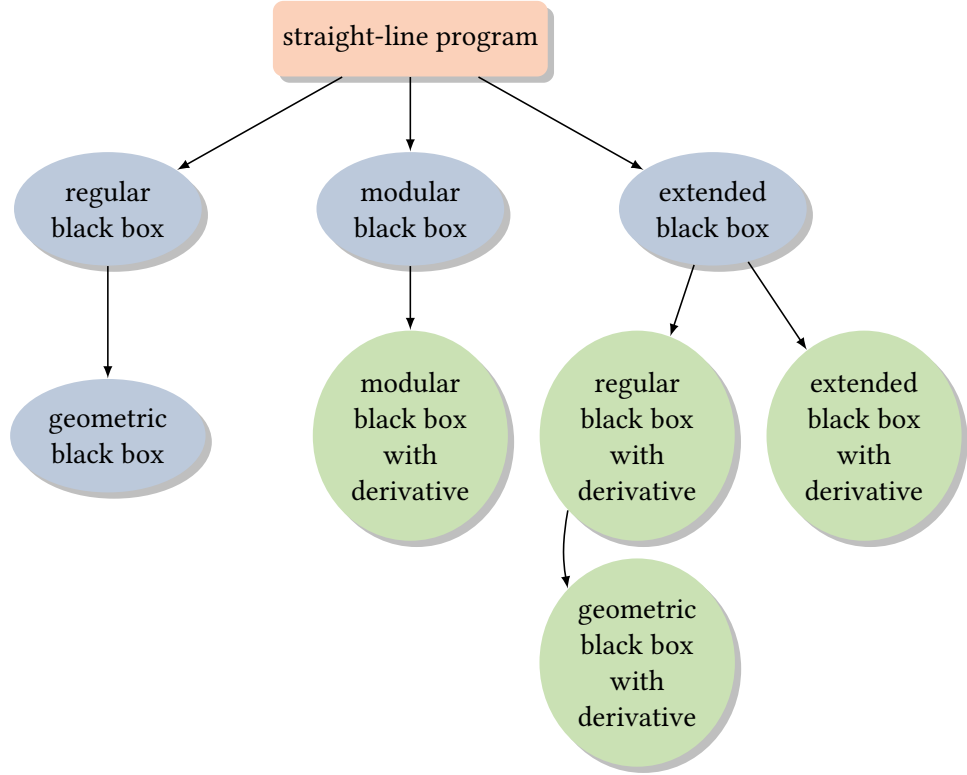 straight-line program
regular
black box
modular
black box
extended
black box
geometric
black box
modular
black box
with
derivative
regular
black box
with
derivative
extended
black box
with
derivative
geometric
black box
with
derivative